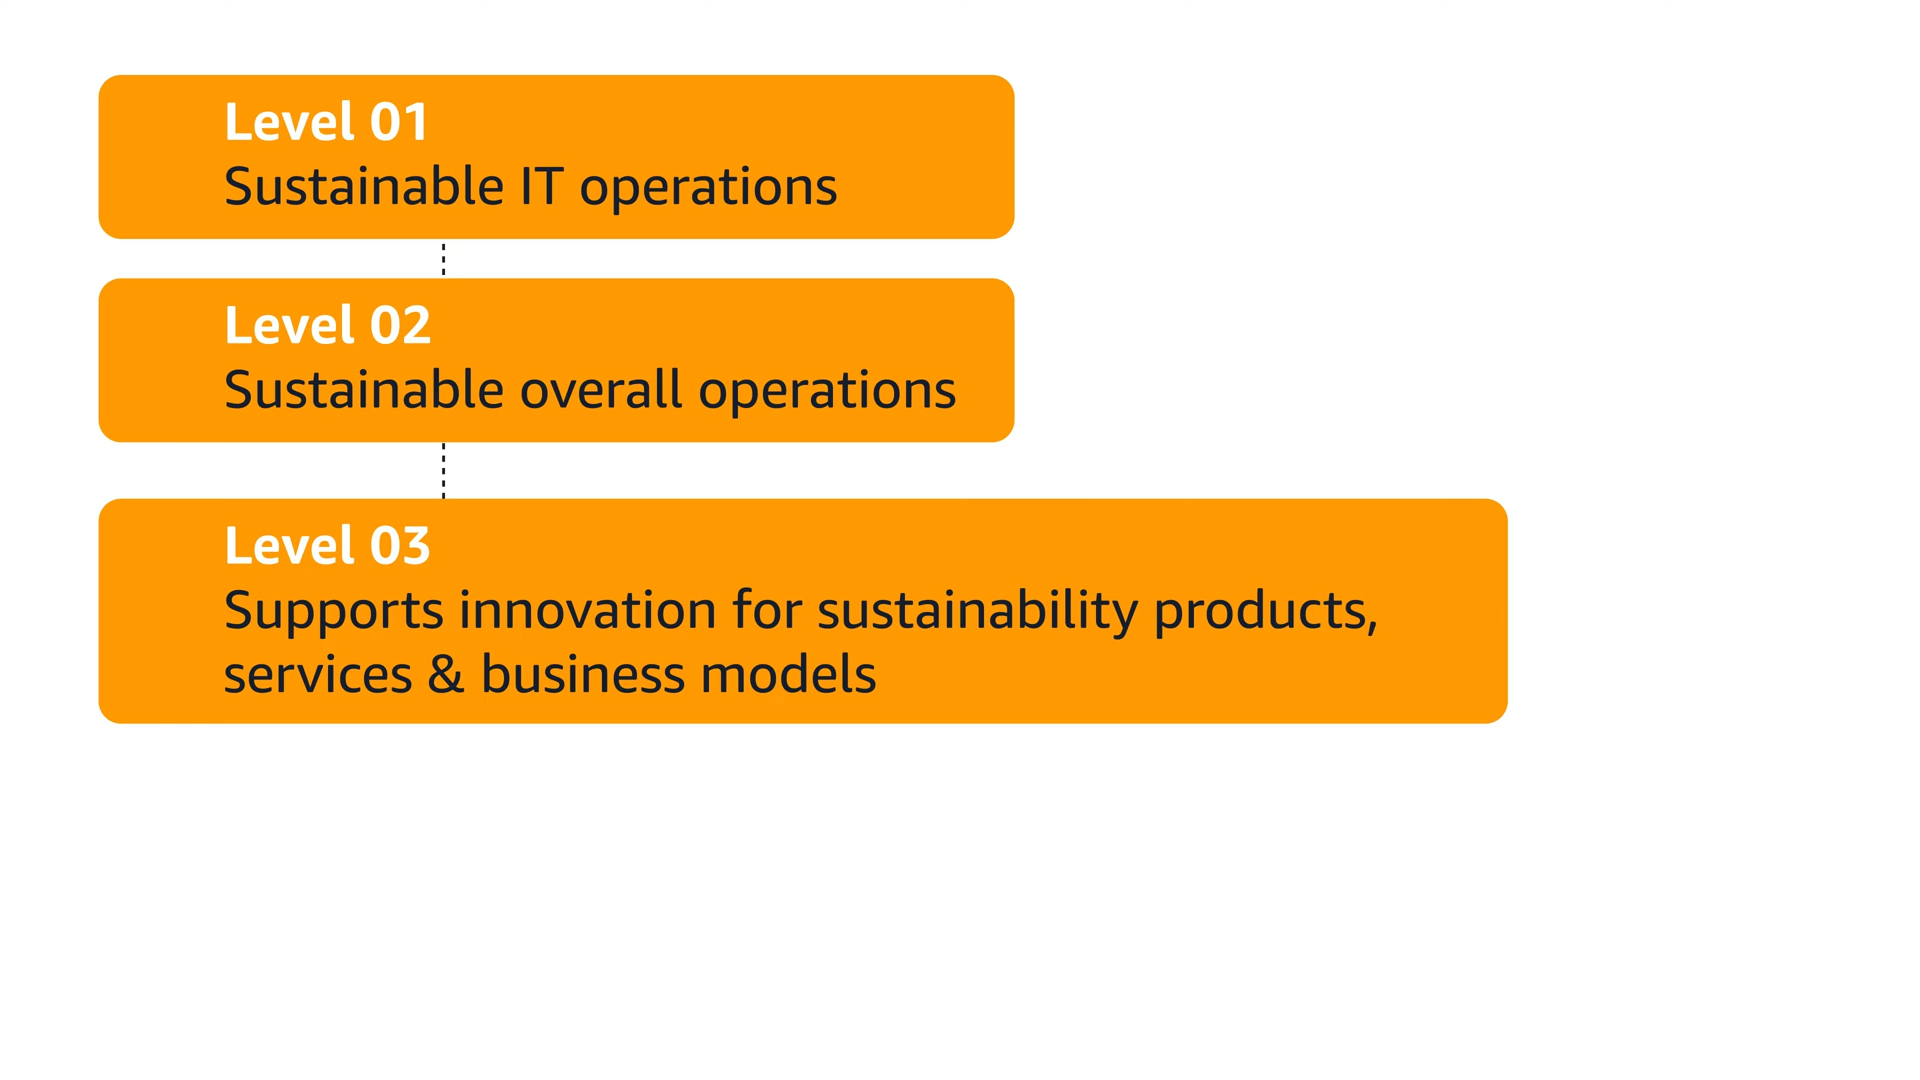 Level 01
Sustainable IT operations
Level 02
Sustainable overall operations
Level 03
Supports innovation for sustainability products,
services & business models